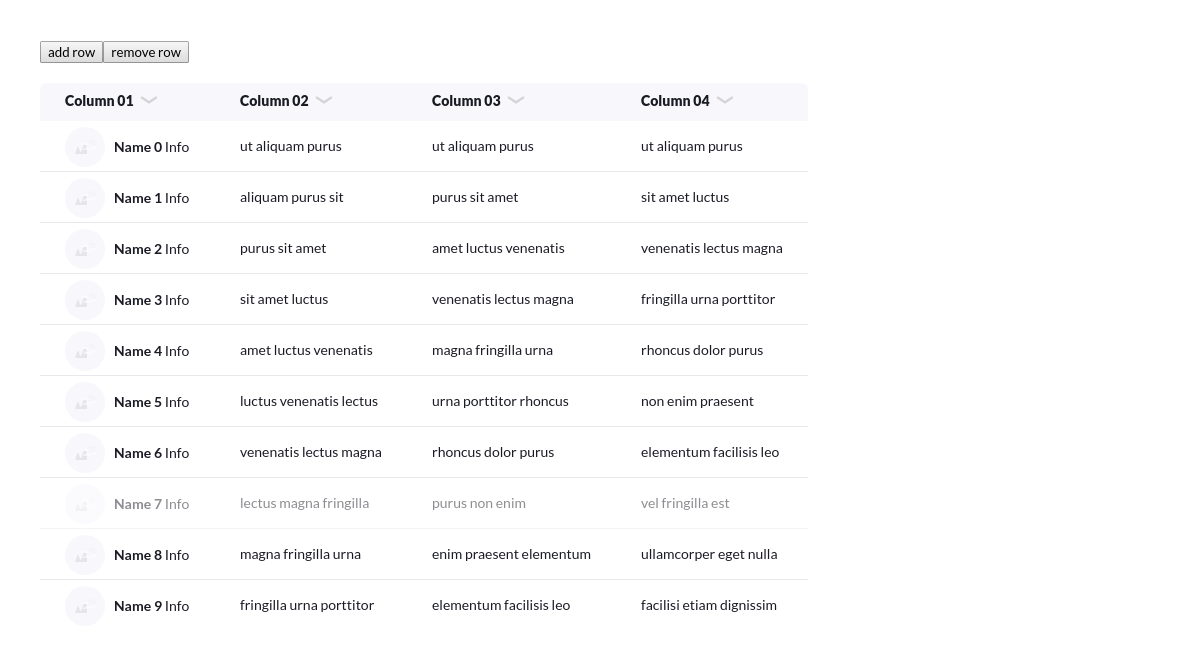 add row remove row
Column 01 Column 02 Column 03 Column 04
Name 0 Info ut aliquam purus ut aliquam purus ut aliquam purus
Name 1 Info aliquam purus sit purus sit amet sit amet luctus
Name 2 Info purus sit amet amet luctus venenatis venenatis lectus magna
Name 3 Info sit amet luctus venenatis lectus magna fringilla urna porttitor
Name 4 Info amet luctus venenatis magna fringilla urna rhoncus dolor purus
Name 5 Info luctus venenatis lectus urna porttitor rhoncus non enim praesent
Name 6 Info venenatis lectus magna rhoncus dolor purus elementum facilisis leo
Name 7 Info lectus magna fringilla purus non enim vel fringilla est
Name 8 Info magna fringilla urna enim praesent elementum ullamcorper eget nulla
Name 9 Info fringilla urna porttitor elementum facilisis leo facilisi etiam dignissim